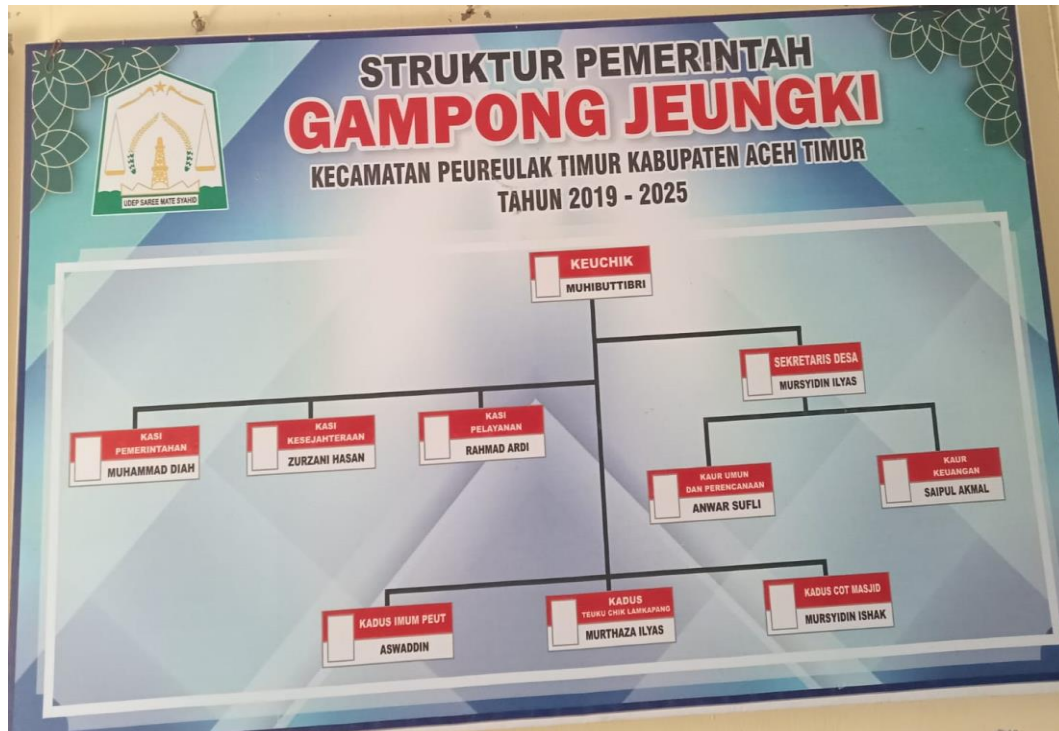 STRUKTUR PEMERINTAH
GAMPONG JEUNGKI
KECAMATAN PEUREULAK TIMUR KABUPATEN ACEH TIMUR
TAHUN 2019 - 2025
UDEP SAREE MATE SYAHID
KEUCHIK
MUHIBUTTIBRI
SEKRETARIS DESA
MURSYIDIN ILYAS
KASI
PEMERINTAHAN
MUHAMMAD DIAH
KASI
KESEJAHTERAAN
ZURZANI HASAN
KASI
PELAYANAN
RAHMAD ARDI
KAUR UMUN
DAN PERENCANAAN
ANWAR SUFLI
KAUR
KEUANGAN
SAIPUL AKMAL
KADUS IMUM PEUT
ASWADDIN
KADUS
TEUKU CHIK LAMKAPANG
MURTHAZA ILYAS
KADUS COT MASJID
MURSYIDIN ISHAK